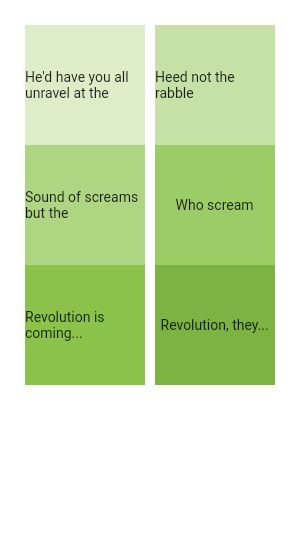 He'd have you all
unravel at the
Heed not the
rabble
Sound of screams
but the
Who scream
Revolution is
coming...
Revolution, they...